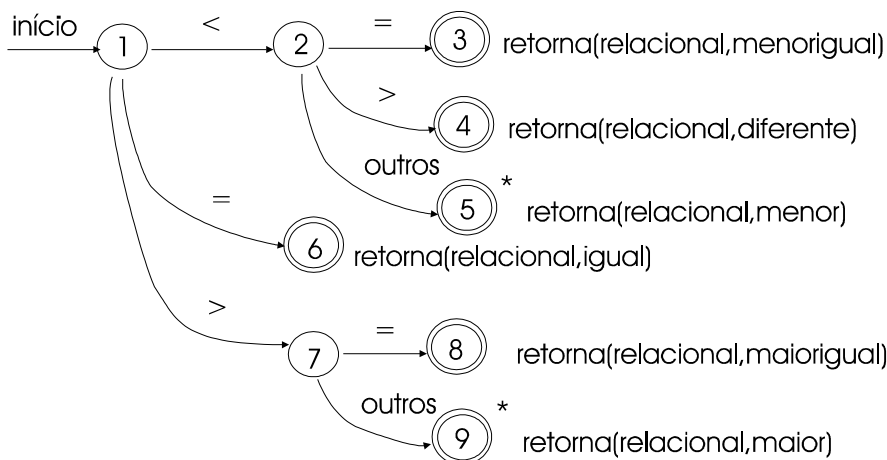 início 1 < 2 = 3 retorna(relacional,menorigual)
> 4 retorna(relacional,diferente)
outros 5 * retorna(relacional,menor)
= 6 retorna(relacional,igual)
> 7 = 8 retorna(relacional,maiorigual)
outros 9 * retorna(relacional,maior)